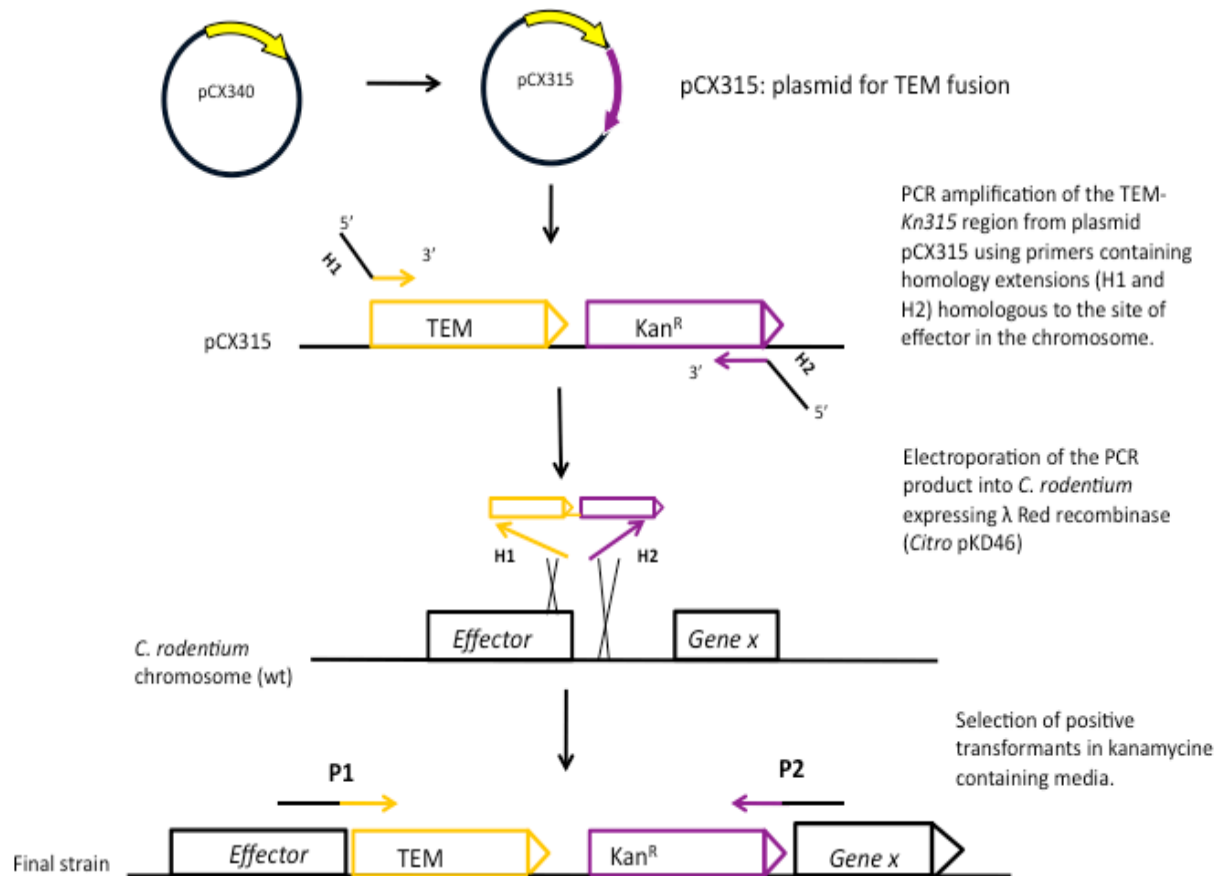 pCX340
pCX315
pCX315: plasmid for TEM fusion
PCR amplification of the TEM-
Kn315 region from plasmid
pCX315 using primers containing
homology extensions (H1 and
H2) homologous to the site of
effector in the chromosome.
5’
H1
3’
TEM
Kanᴿ
pCX315
3’
H2
5’
Electroporation of the PCR
product into C. rodentium
expressing λ Red recombinase
(Citro pKD46)
H1
H2
Effector
Gene x
C. rodentium
chromosome (wt)
Selection of positive
transformants in kanamycine
containing media.
P1
P2
Final strain
Effector
TEM
Kanᴿ
Gene x